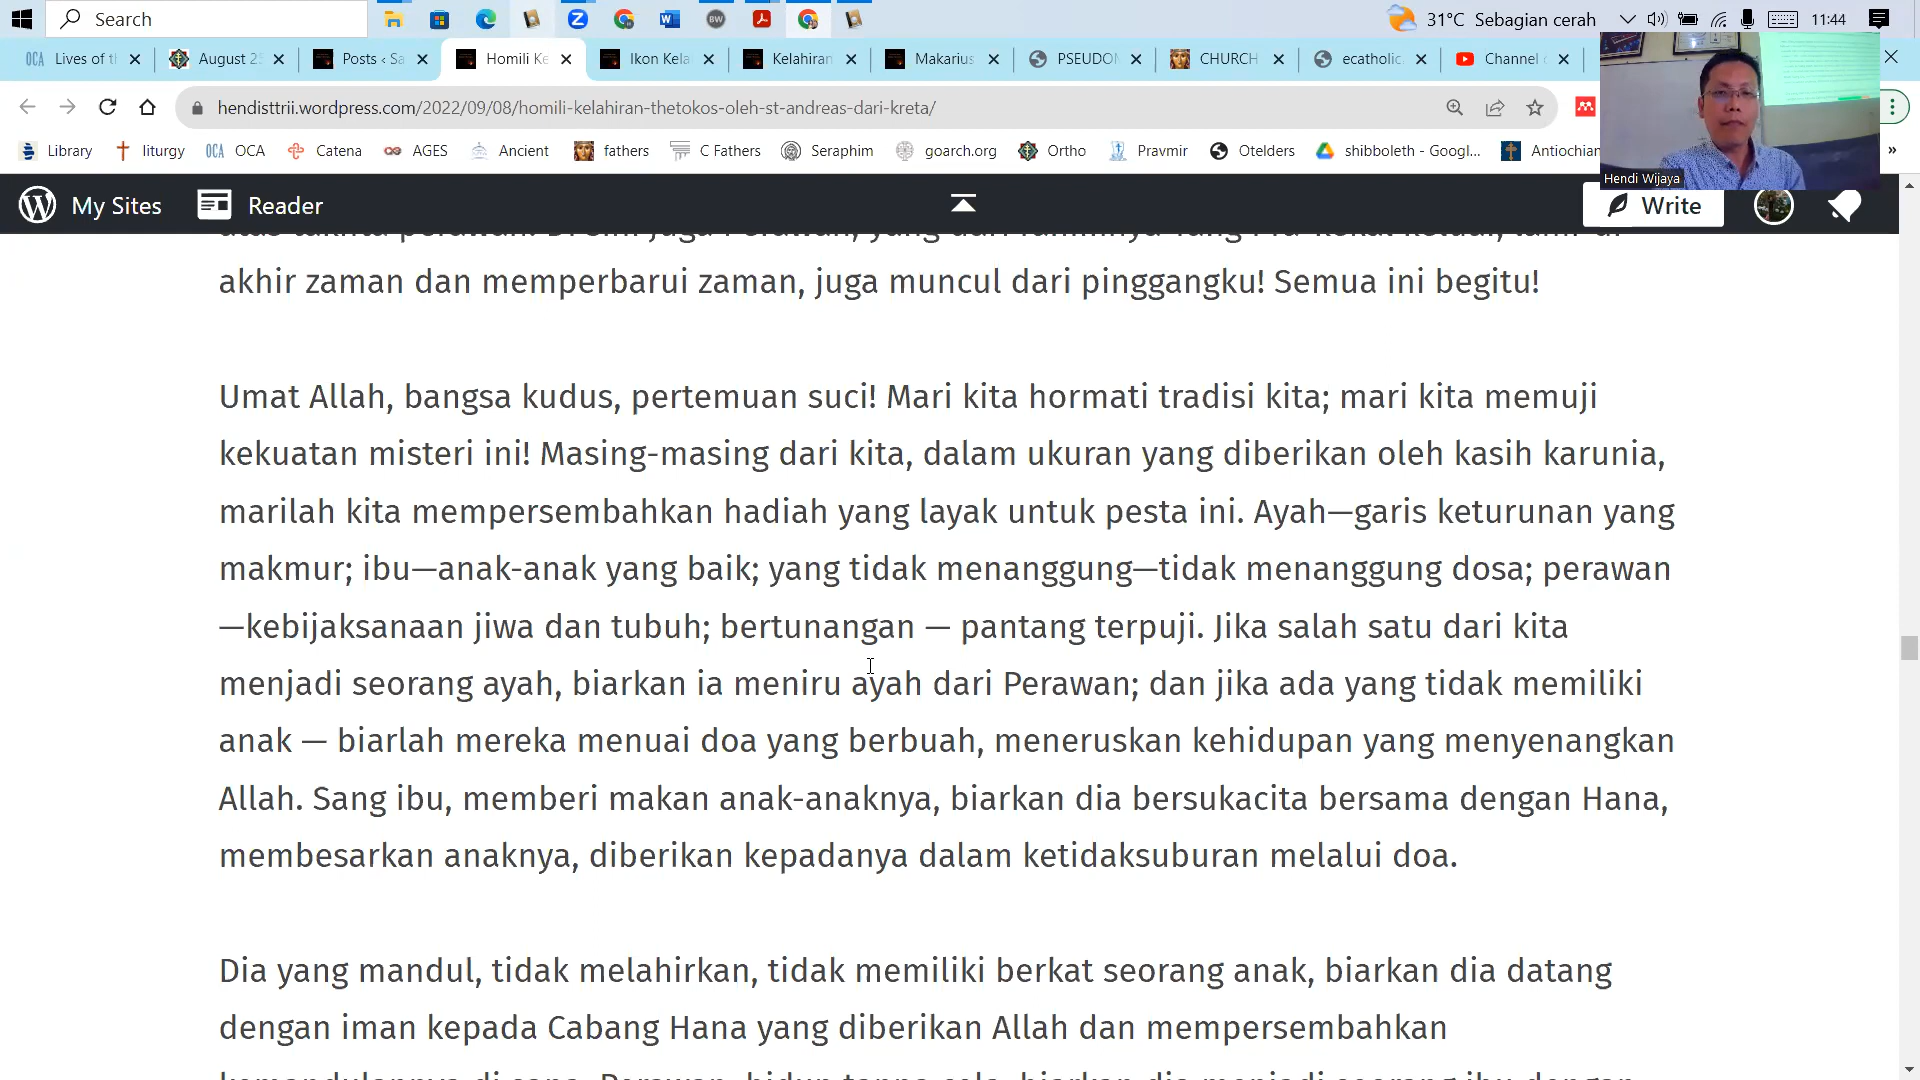 Search
31°C Sebagian cerah
11:44
OCA Lives of t
August 2
Posts ‹ Sa
Homili Ke
Ikon Kela
Kelahiran
Makarius
PSEUDO
CHURCH
ecatholic
Channel
hendisttrii.wordpress.com/2022/09/08/homili-kelahiran-thetokos-oleh-st-andreas-dari-kreta/
Library
liturgy
OCA OCA
Catena
AGES
Ancient
fathers
C Fathers
Seraphim
goarch.org
Ortho
Pravmir
Otelders
shibboleth - Googl...
Antiochian
»
Hendi Wijaya
My Sites
Reader
Write
akhir zaman dan memperbarui zaman, juga muncul dari pinggangku! Semua ini begitu!
Umat Allah, bangsa kudus, pertemuan suci! Mari kita hormati tradisi kita; mari kita memuji
kekuatan misteri ini! Masing-masing dari kita, dalam ukuran yang diberikan oleh kasih karunia,
marilah kita mempersembahkan hadiah yang layak untuk pesta ini. Ayah—garis keturunan yang
makmur; ibu—anak-anak yang baik; yang tidak menanggung—tidak menanggung dosa; perawan
—kebijaksanaan jiwa dan tubuh; bertunangan — pantang terpuji. Jika salah satu dari kita
menjadi seorang ayah, biarkan ia meniru ayah dari Perawan; dan jika ada yang tidak memiliki
anak — biarlah mereka menuai doa yang berbuah, meneruskan kehidupan yang menyenangkan
Allah. Sang ibu, memberi makan anak-anaknya, biarkan dia bersukacita bersama dengan Hana,
membesarkan anaknya, diberikan kepadanya dalam ketidaksuburan melalui doa.
Dia yang mandul, tidak melahirkan, tidak memiliki berkat seorang anak, biarkan dia datang
dengan iman kepada Cabang Hana yang diberikan Allah dan mempersembahkan